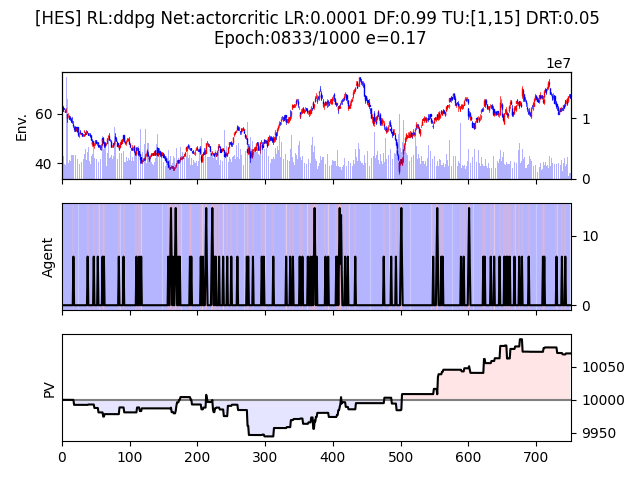 [HES] RL:ddpg Net:actorcritic LR:0.0001 DF:0.99 TU:[1,15] DRT:0.05
Epoch:0833/1000 e=0.17
1e7
Env.
60
40
1
0
Agent
10
0
PV
10050
10000
9950
0 100 200 300 400 500 600 700